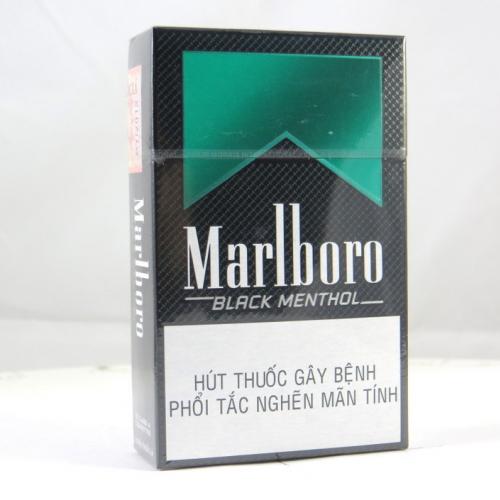 Marlboro
BLACK MENTHOL
HÚT THUỐC GÂY BỆNH
PHỔI TẮC NGHẼN MÃN TÍNH
Marlboro